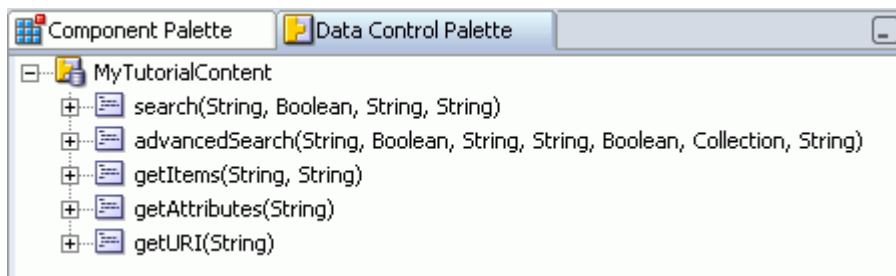 Component Palette Data Control Palette
MyTutorialContent
search(String, Boolean, String, String)
advancedSearch(String, Boolean, String, String, Boolean, Collection, String)
getItems(String, String)
getAttributes(String)
getURI(String)